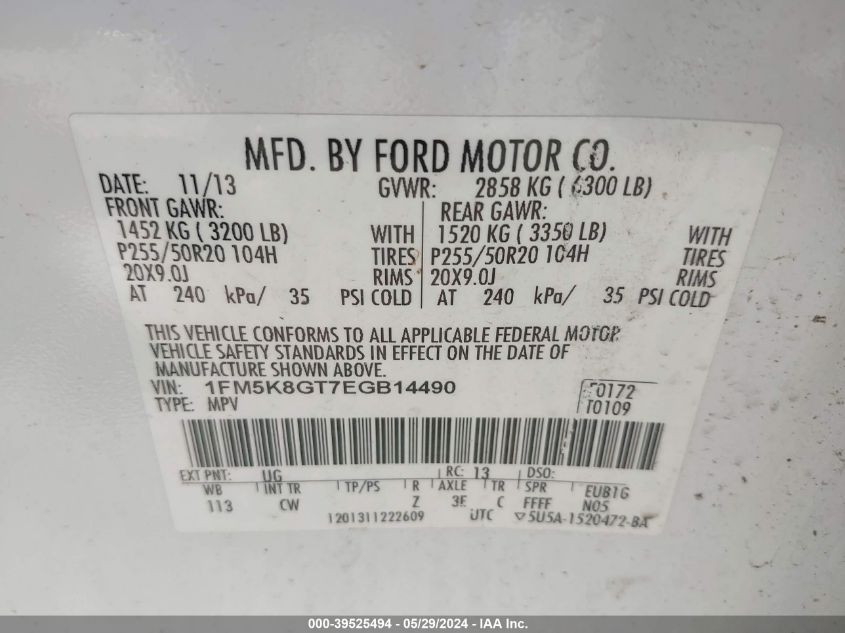 MFD. BY FORD MOTOR CO.
DATE: 11/13 GVWR: 2858 KG ( 6300 LB)
FRONT GAWR: REAR GAWR:
1452 KG ( 3200 LB) WITH 1520 KG ( 3350 LB) WITH
P255/50R20 104H TIRES P255/50R20 104H TIRES
20X9.0J RIMS 20X9.0J RIMS
AT 240 kPa/ 35 PSI COLD AT 240 kPa/ 35 PSI COLD
THIS VEHICLE CONFORMS TO ALL APPLICABLE FEDERAL MOTOR
VEHICLE SAFETY STANDARDS IN EFFECT ON THE DATE OF
MANUFACTURE SHOWN ABOVE.
VIN: 1FM5K8GT7EGB14490 F0172
TYPE: MPV T0109
EXT PNT: UG RC: 13 DSO:
WB INT TR TP/PS R AXLE TR SPR EUB1G
113 CW Z 3E C FFFF N05
1201311222609 UTC ▽5U5A-1520472-BA
000-39525494 - 05/29/2024 - IAA Inc.